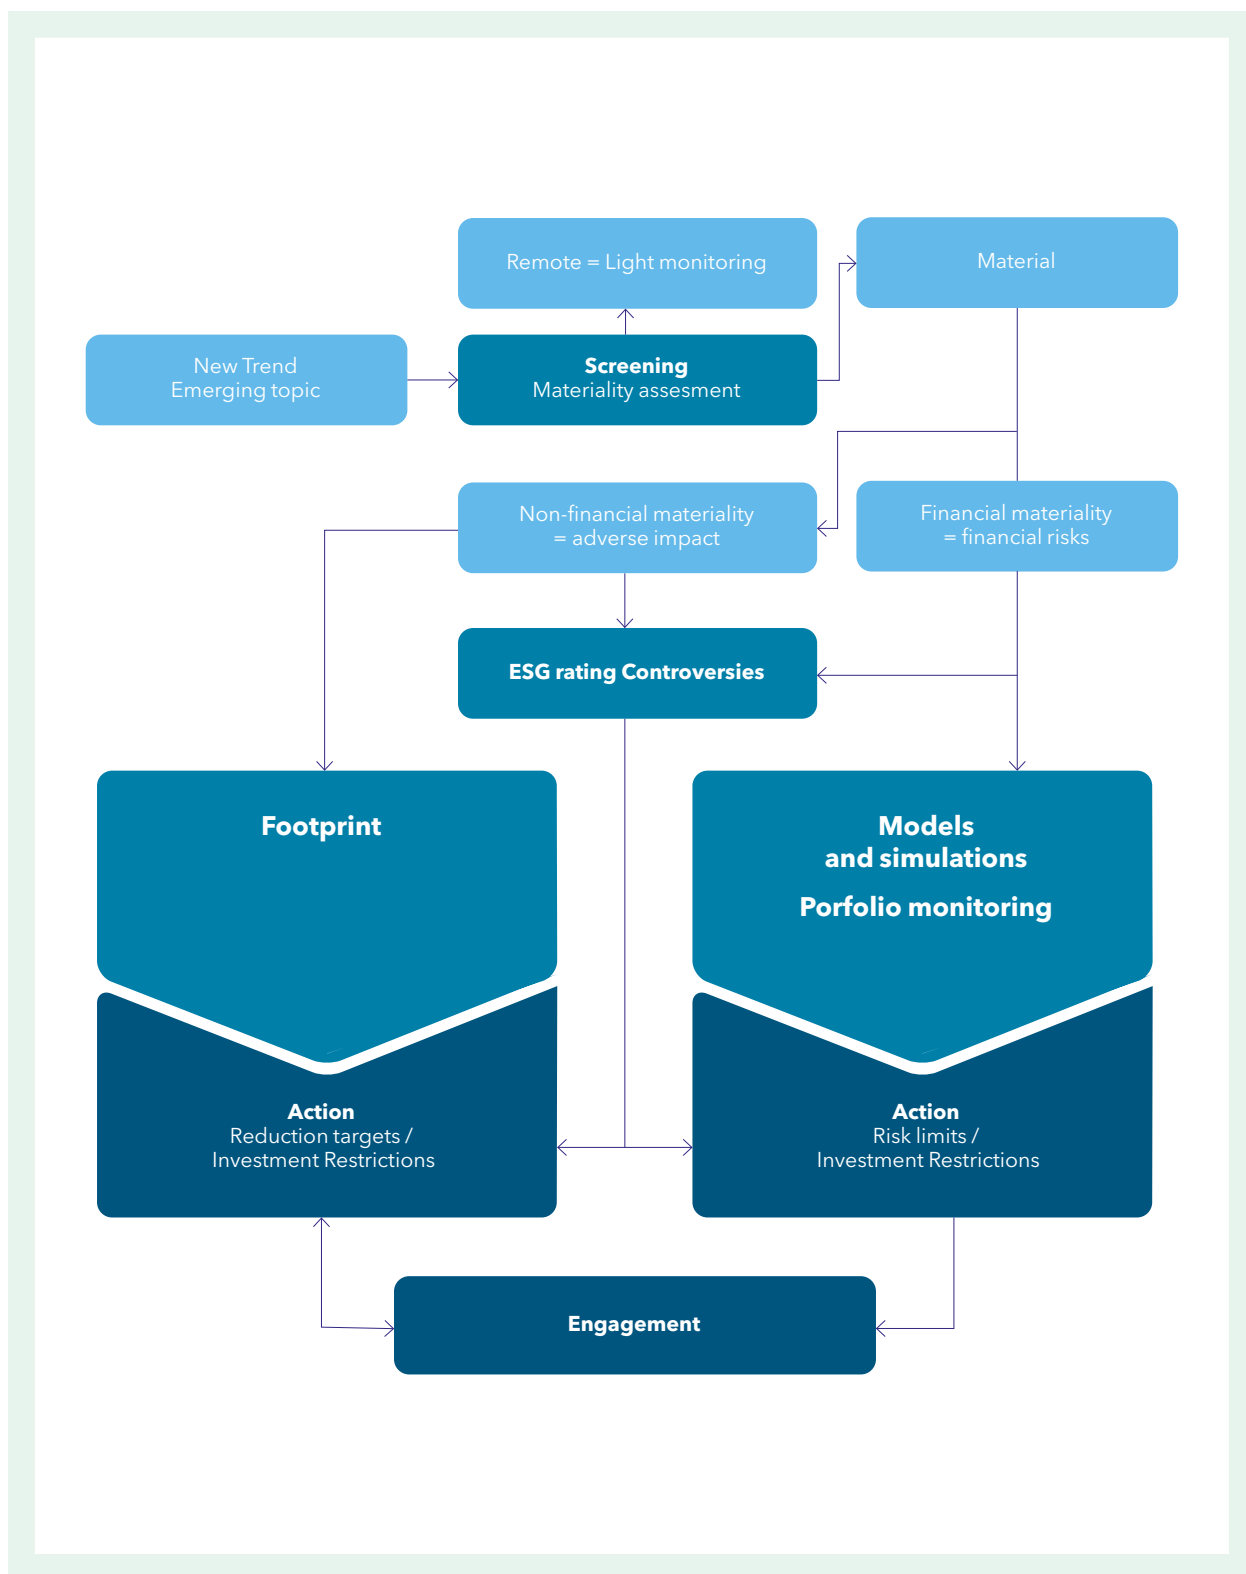 Remote = Light monitoring
Material
New Trend
Emerging topic
Screening
Materiality assesment
Non-financial materiality
= adverse impact
Financial materiality
= financial risks
ESG rating Controversies
Footprint
Models
and simulations
Porfolio monitoring
Action
Reduction targets /
Investment Restrictions
Action
Risk limits /
Investment Restrictions
Engagement